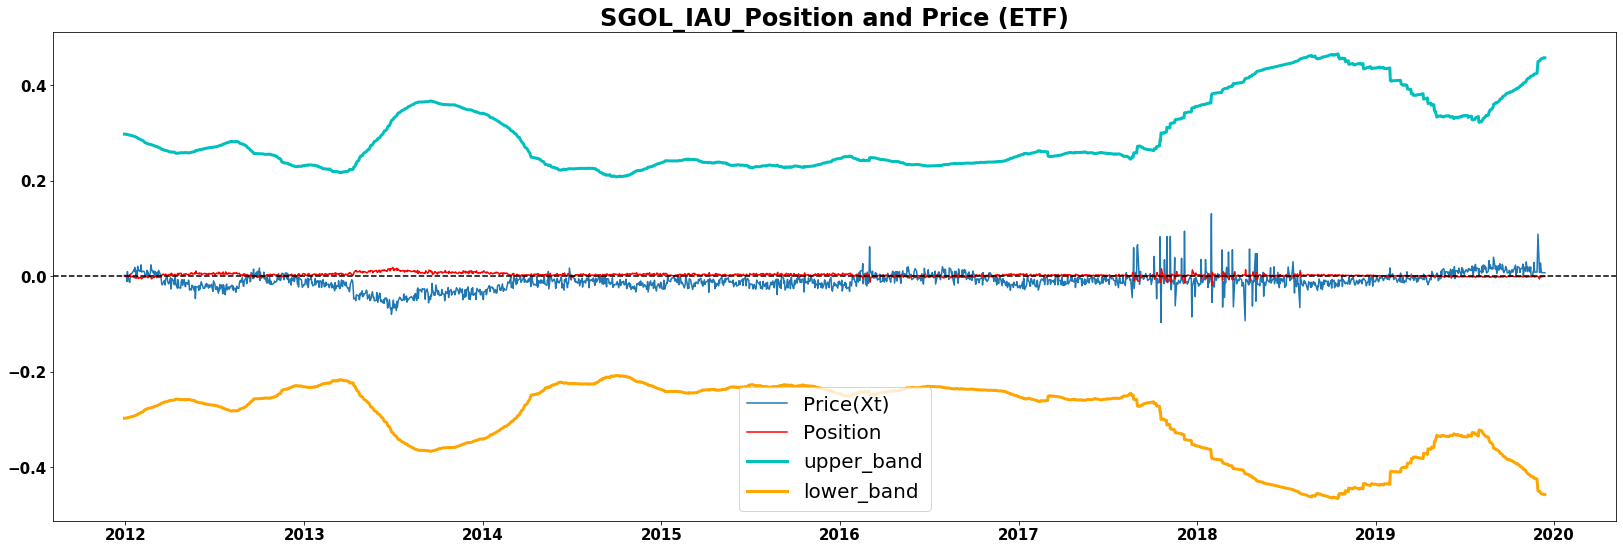 SGOL_IAU_Position and Price (ETF)
0.4
0.2
0.0
−0.2
−0.4
Price(Xt)
Position
upper_band
lower_band
2012 2013 2014 2015 2016 2017 2018 2019 2020